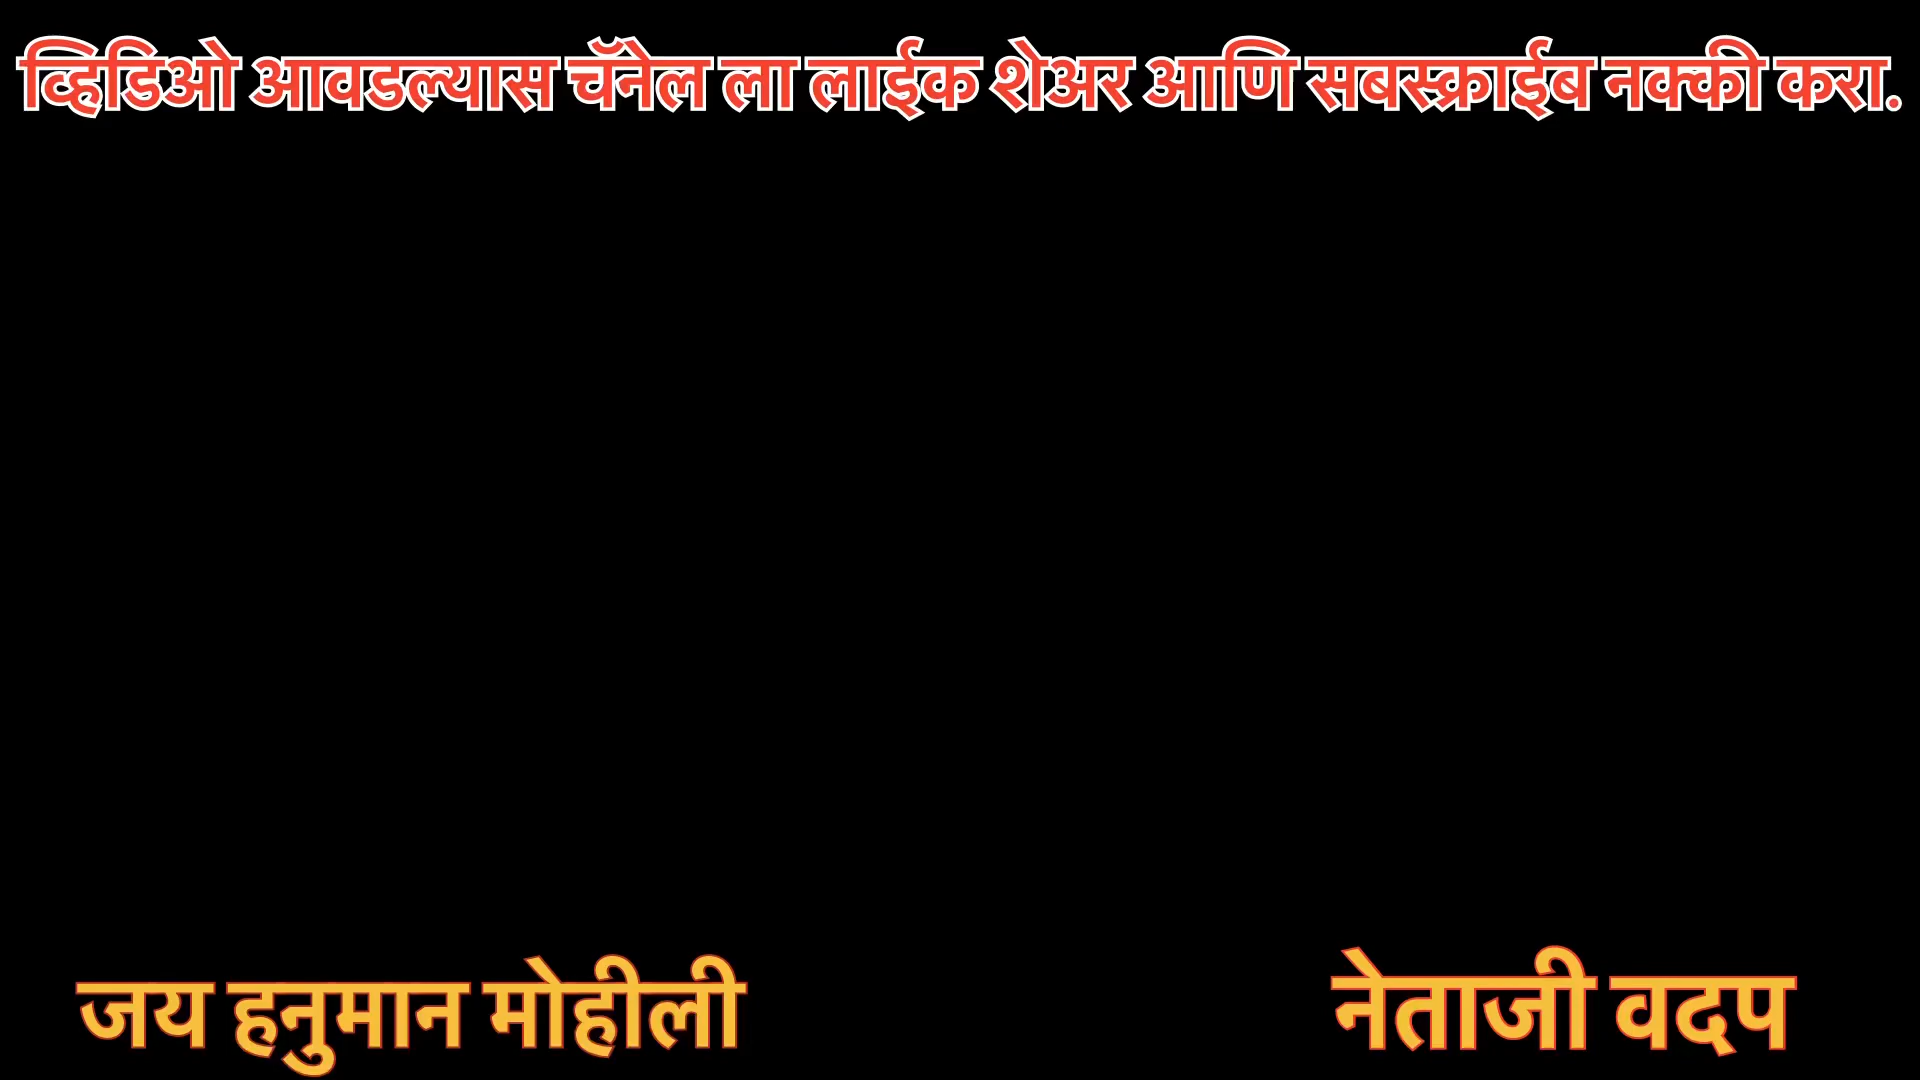 व्हिडिओ आवडल्यास चॅनेल ला लाईक शेअर आणि सबस्क्राईब नक्की करा.
जय हनुमान मोहीली
नेताजी वदप